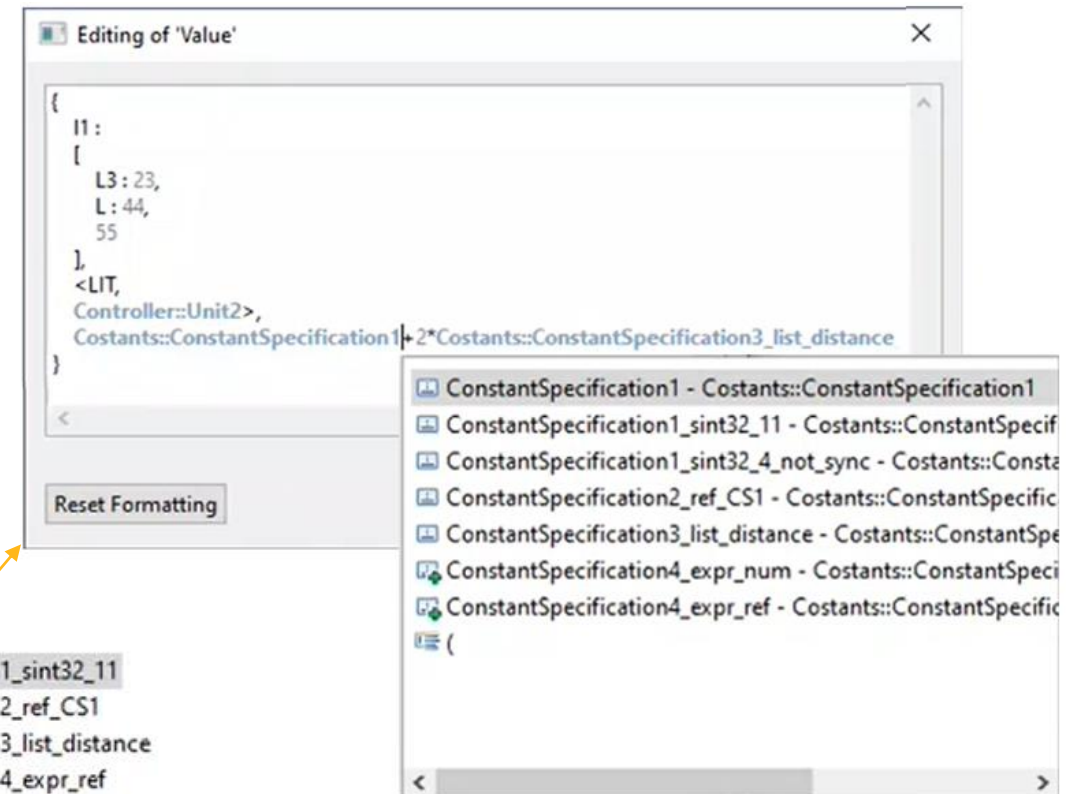 Editing of 'Value'
{
I1 :
[
L3 : 23,
L : 44,
55
],
<LIT,
Controller::Unit2>,
Costants::ConstantSpecification1+ 2*Costants::ConstantSpecification3_list_distance
}
ConstantSpecification1 - Costants::ConstantSpecification1
ConstantSpecification1_sint32_11 - Costants::ConstantSpecif
ConstantSpecification1_sint32_4_not_sync - Costants::Consta
ConstantSpecification2_ref_CS1 - Costants::ConstantSpecific
ConstantSpecification3_list_distance - Costants::ConstantSpe
ConstantSpecification4_expr_num - Costants::ConstantSpeci
ConstantSpecification4_expr_ref - Costants::ConstantSpecific
(
Reset Formatting
1_sint32_11
2_ref_CS1
3_list_distance
4_expr_ref